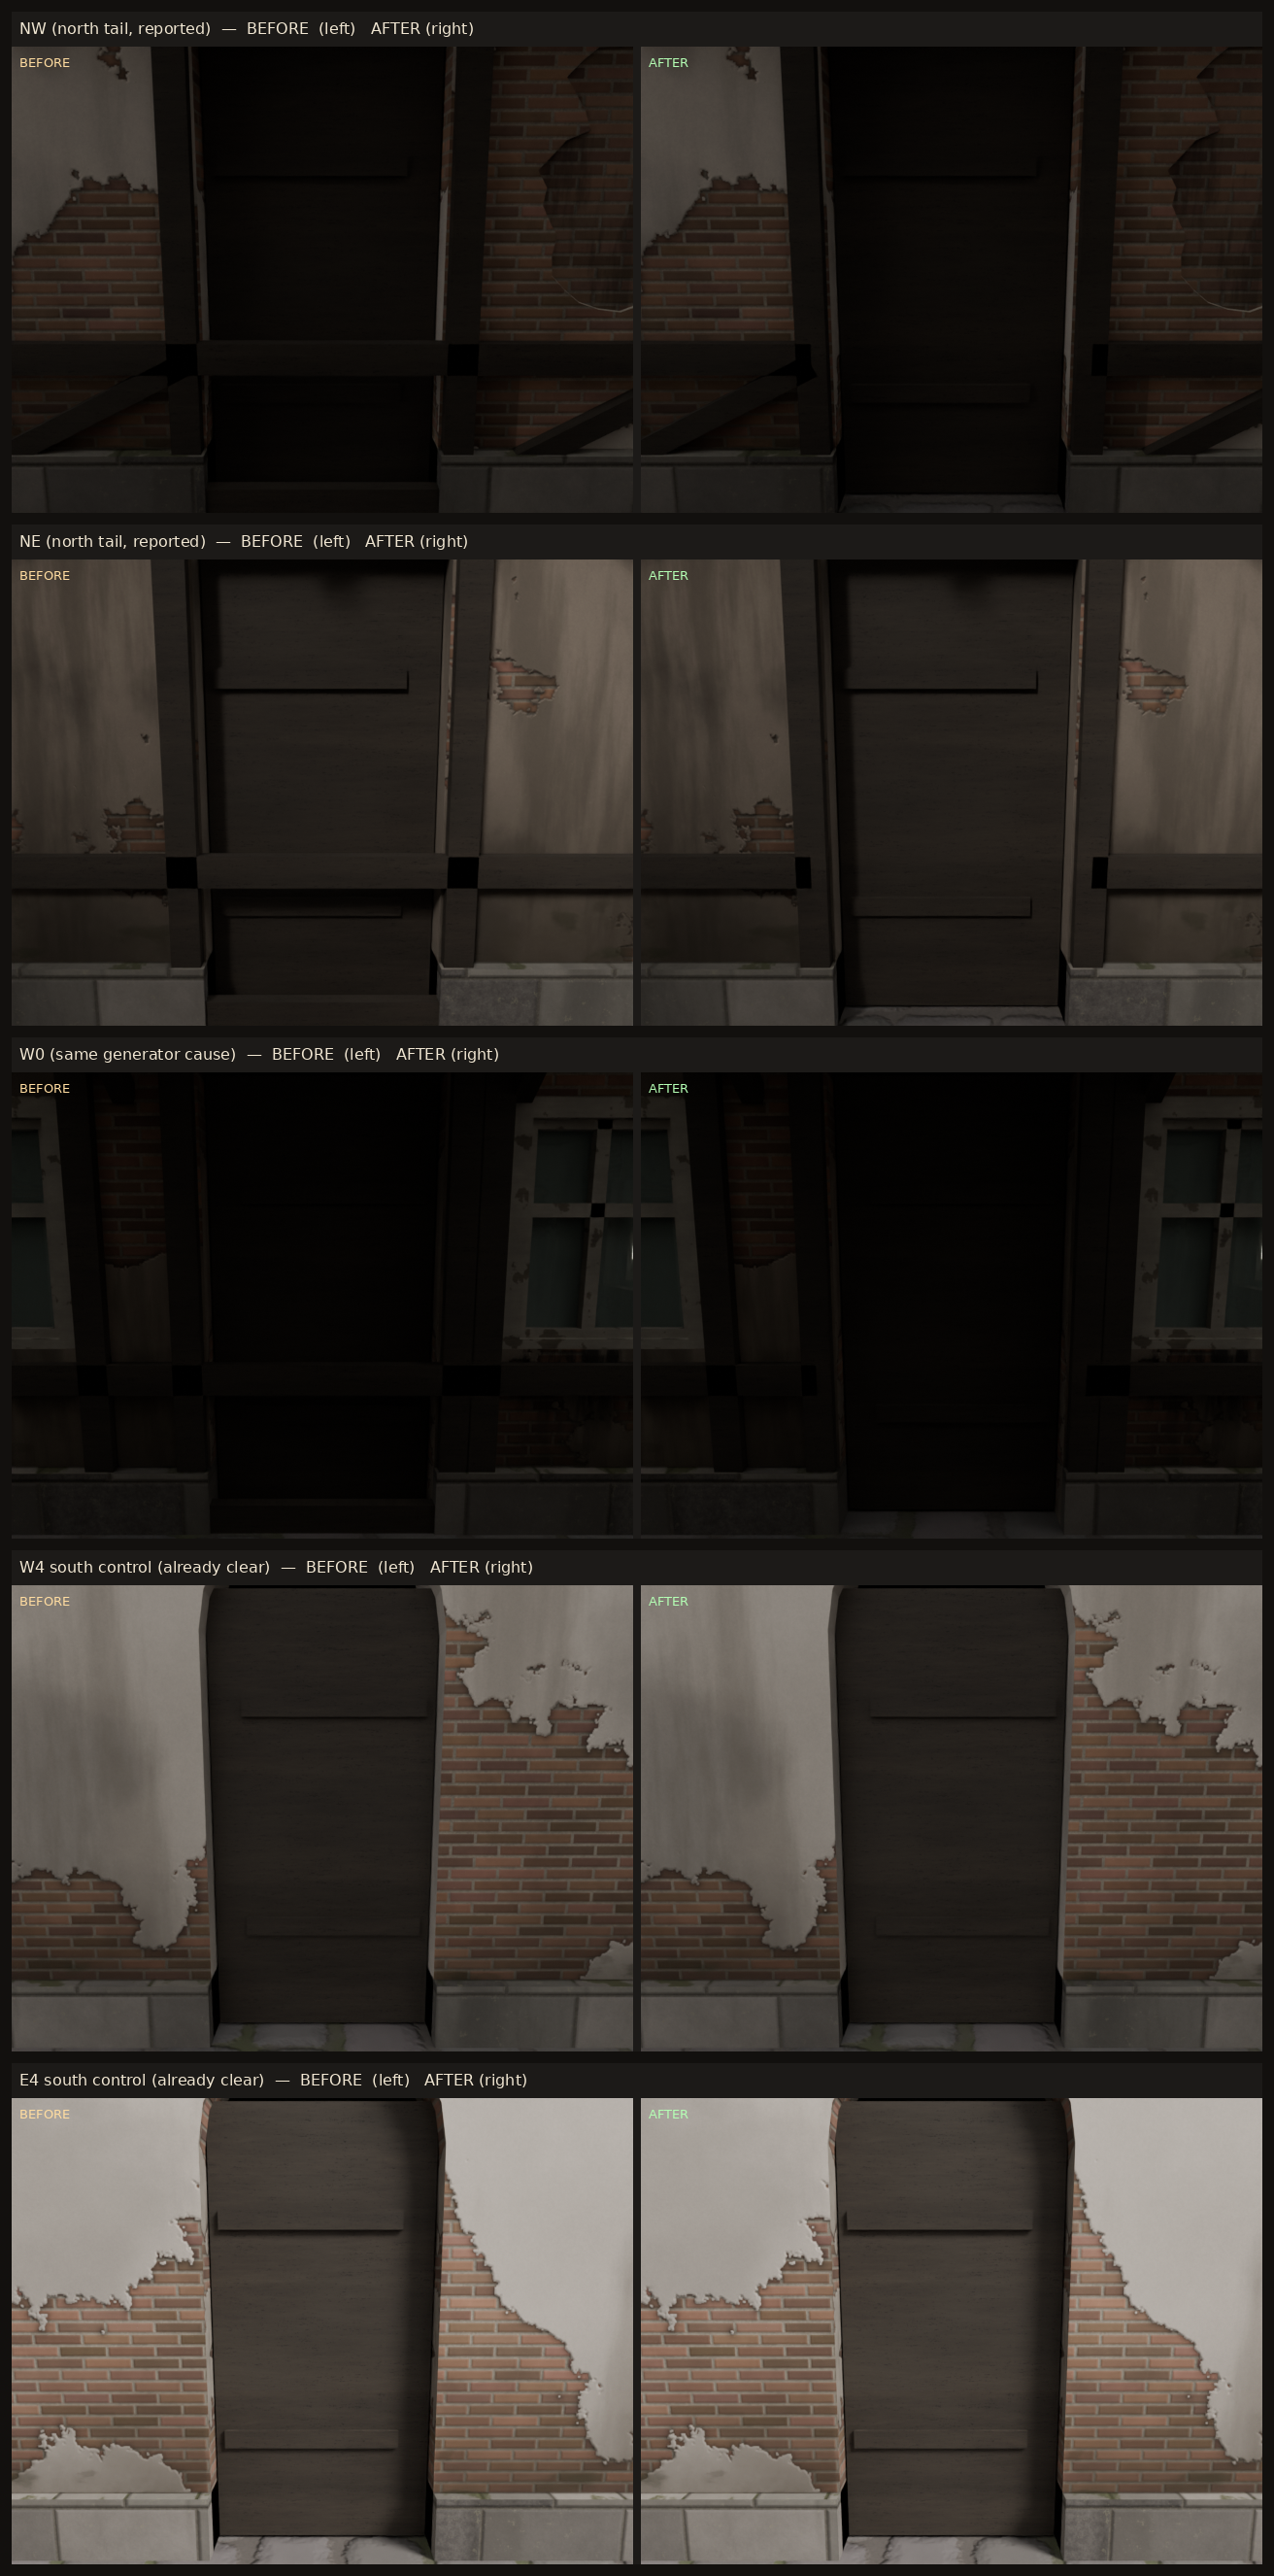 NW (north tail, reported) — BEFORE (left) AFTER (right)
BEFORE AFTER
NE (north tail, reported) — BEFORE (left) AFTER (right)
BEFORE AFTER
W0 (same generator cause) — BEFORE (left) AFTER (right)
BEFORE AFTER
W4 south control (already clear) — BEFORE (left) AFTER (right)
BEFORE AFTER
E4 south control (already clear) — BEFORE (left) AFTER (right)
BEFORE AFTER